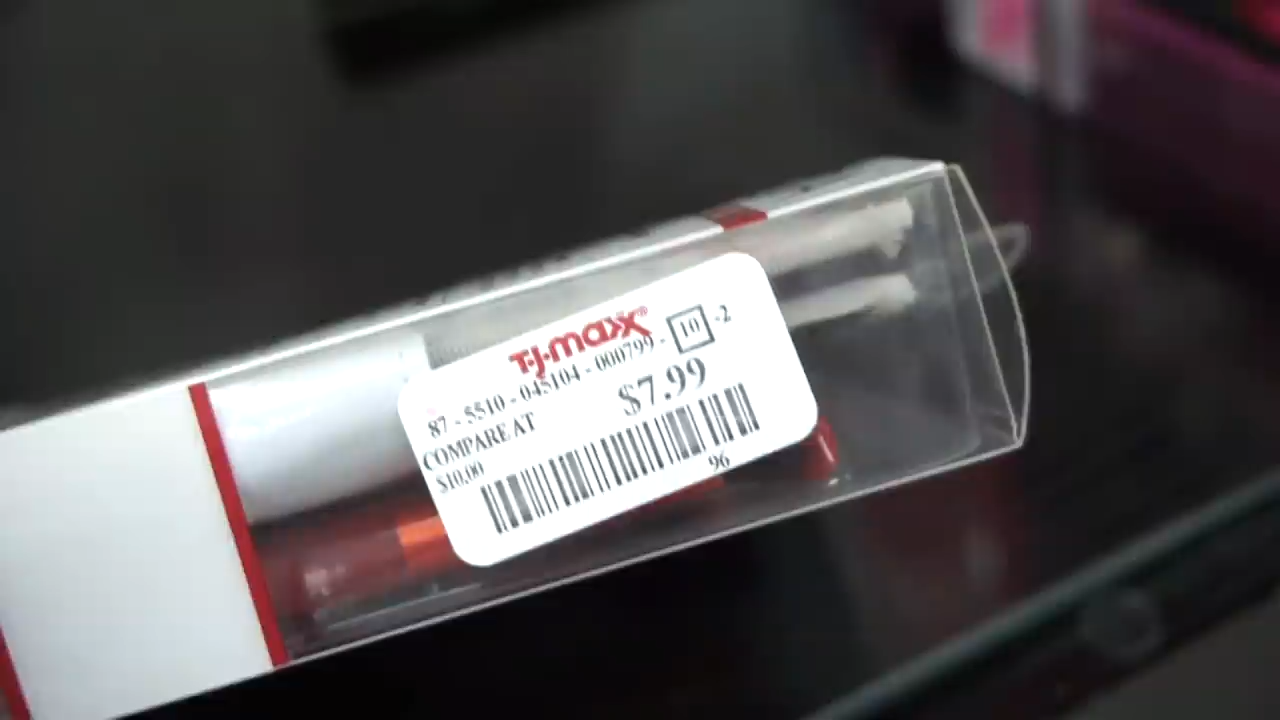 T·J·maxx®
87 - 5510 - 045104 - 000799 - 10 -2
COMPARE AT
$7.99
$10.00
96